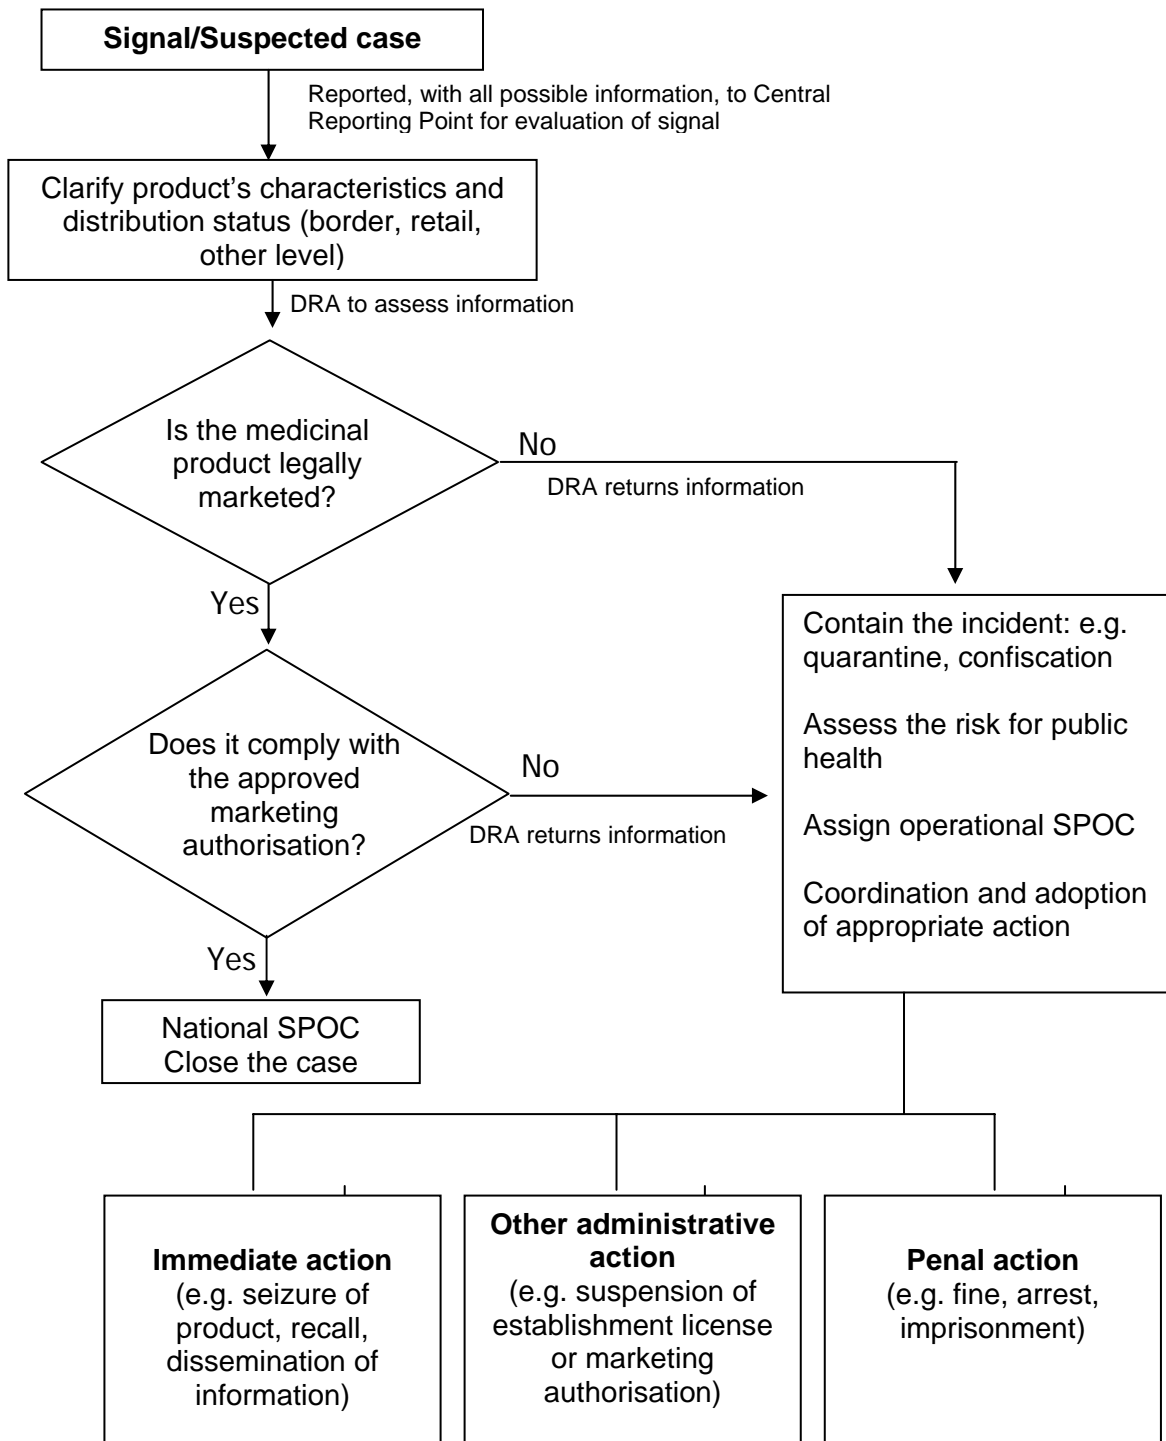 Signal/Suspected case
Reported, with all possible information, to Central
Reporting Point for evaluation of signal
Clarify product's characteristics and
distribution status (border, retail,
other level)
DRA to assess information
Is the medicinal
product legally
marketed?
No
DRA returns information
Yes
Contain the incident: e.g.
quarantine, confiscation
Assess the risk for public
health
Assign operational SPOC
Coordination and adoption
of appropriate action
Does it comply with
the approved
marketing
authorisation?
No
DRA returns information
Yes
National SPOC
Close the case
Immediate action
(e.g. seizure of
product, recall,
dissemination of
information)
Other administrative
action
(e.g. suspension of
establishment license
or marketing
authorisation)
Penal action
(e.g. fine, arrest,
imprisonment)